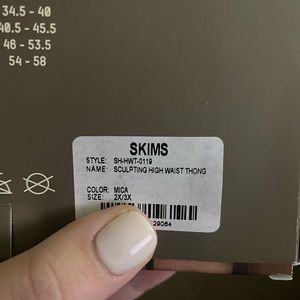 34.5 - 40
40.5 - 45.5
46 - 53.5
54 - 58
SKIMS
STYLE: SH-HWT-0119
NAME: SCULPTING HIGH WAIST THONG
COLOR: MICA
SIZE: 2X/3X
29064